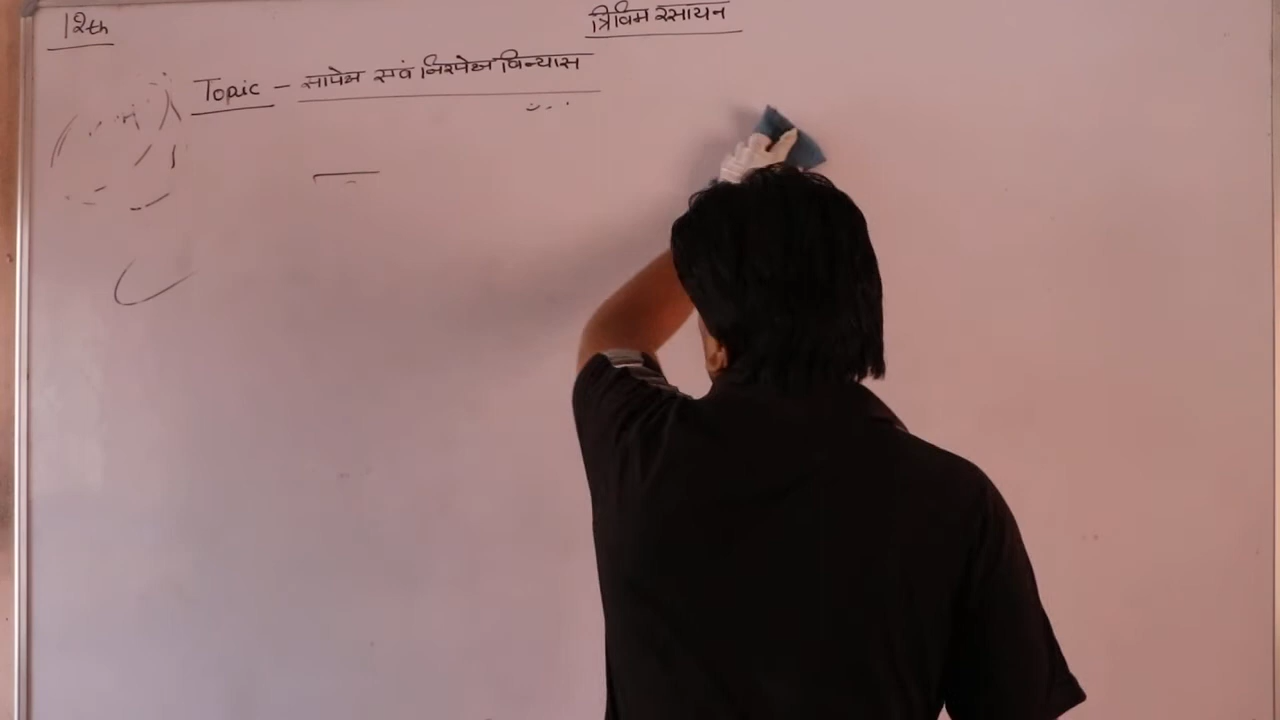 12th
त्रिविम रसायन
Topic - सापेक्ष एवं निरपेक्ष विन्यास